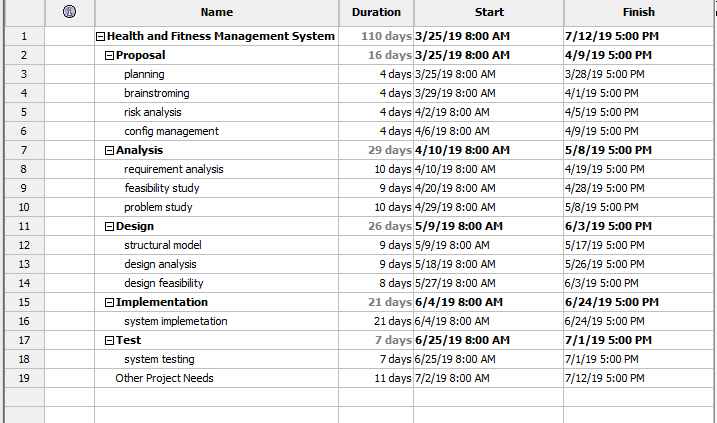 Name Duration Start Finish
1 Health and Fitness Management System 110 days 3/25/19 8:00 AM 7/12/19 5:00 PM
2 Proposal 16 days 3/25/19 8:00 AM 4/9/19 5:00 PM
3 planning 4 days 3/25/19 8:00 AM 3/28/19 5:00 PM
4 brainstroming 4 days 3/29/19 8:00 AM 4/1/19 5:00 PM
5 risk analysis 4 days 4/2/19 8:00 AM 4/5/19 5:00 PM
6 config management 4 days 4/6/19 8:00 AM 4/9/19 5:00 PM
7 Analysis 29 days 4/10/19 8:00 AM 5/8/19 5:00 PM
8 requirement analysis 10 days 4/10/19 8:00 AM 4/19/19 5:00 PM
9 feasibility study 9 days 4/20/19 8:00 AM 4/28/19 5:00 PM
10 problem study 10 days 4/29/19 8:00 AM 5/8/19 5:00 PM
11 Design 26 days 5/9/19 8:00 AM 6/3/19 5:00 PM
12 structural model 9 days 5/9/19 8:00 AM 5/17/19 5:00 PM
13 design analysis 9 days 5/18/19 8:00 AM 5/26/19 5:00 PM
14 design feasibility 8 days 5/27/19 8:00 AM 6/3/19 5:00 PM
15 Implementation 21 days 6/4/19 8:00 AM 6/24/19 5:00 PM
16 system implemetation 21 days 6/4/19 8:00 AM 6/24/19 5:00 PM
17 Test 7 days 6/25/19 8:00 AM 7/1/19 5:00 PM
18 system testing 7 days 6/25/19 8:00 AM 7/1/19 5:00 PM
19 Other Project Needs 11 days 7/2/19 8:00 AM 7/12/19 5:00 PM